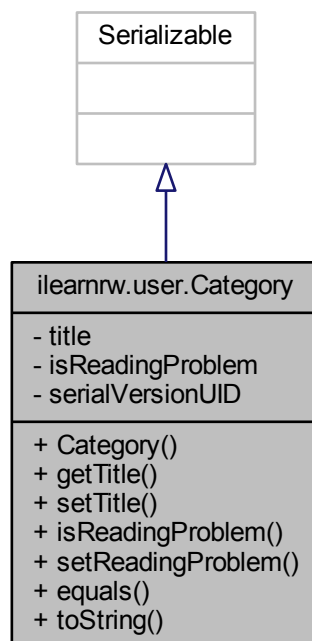 Serializable
ilearnrw.user.Category
- title
- isReadingProblem
- serialVersionUID
+ Category()
+ getTitle()
+ setTitle()
+ isReadingProblem()
+ setReadingProblem()
+ equals()
+ toString()